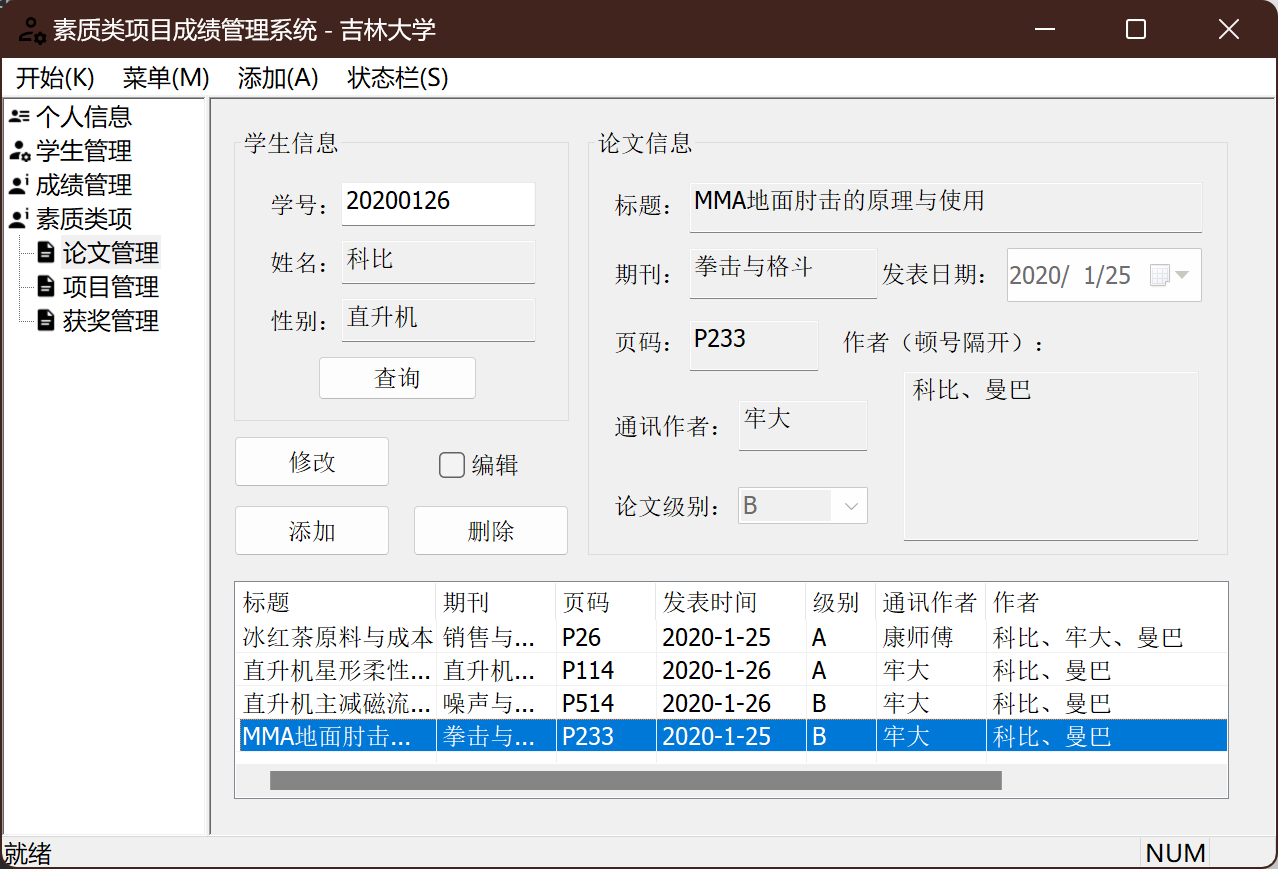 素质类项目成绩管理系统 - 吉林大学
开始(K) 菜单(M) 添加(A) 状态栏(S)
个人信息
学生管理
成绩管理
素质类项
论文管理
项目管理
获奖管理
学生信息
学号： 20200126
姓名： 科比
性别： 直升机
查询
修改
编辑
添加
删除
论文信息
标题： MMA地面肘击的原理与使用
期刊： 拳击与格斗 发表日期： 2020/ 1/25
页码： P233 作者（顿号隔开）：
科比、曼巴
通讯作者： 牢大
论文级别： B
标题 期刊 页码 发表时间 级别 通讯作者 作者
冰红茶原料与成本 销售与... P26 2020-1-25 A 康师傅 科比、牢大、曼巴
直升机星形柔性... 直升机... P114 2020-1-26 A 牢大 科比、曼巴
直升机主减磁流... 噪声与... P514 2020-1-26 B 牢大 科比、曼巴
MMA地面肘击... 拳击与... P233 2020-1-25 B 牢大 科比、曼巴
就绪
NUM